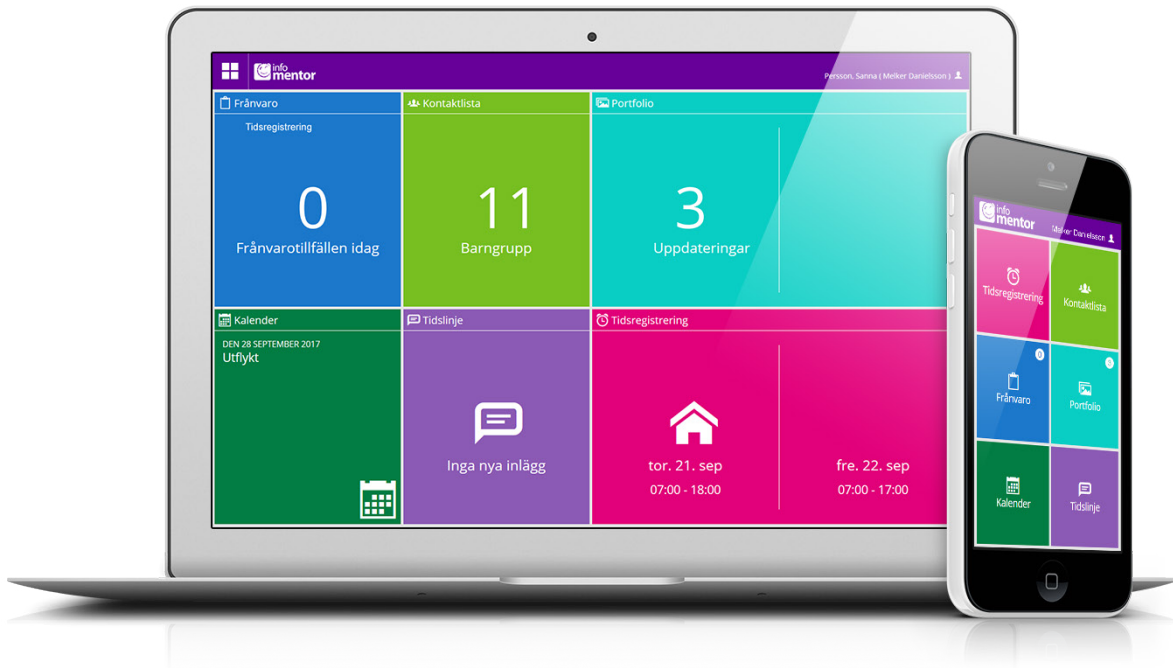 info
mentor
Persson, Sanna ( Melker Danielsson )
Frånvaro
Tidsregistrering
0
Frånvarotillfällen idag
Kontaktlista
11
Barngrupp
Portfolio
3
Uppdateringar
Kalender
DEN 28 SEPTEMBER 2017
Utflykt
Tidslinje
Inga nya inlägg
Tidsregistrering
tor. 21. sep
07:00 - 18:00
fre. 22. sep
07:00 - 17:00
info
mentor
Melker Danielsson
Tidsregistrering
Kontaktlista
0
Frånvaro
Portfolio
Kalender
Tidslinje